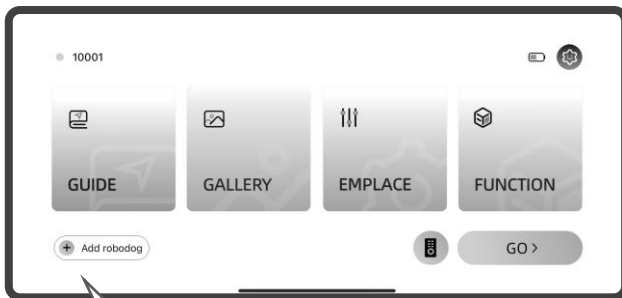 10001
GUIDE
GALLERY
EMPLACE
FUNCTION
Add robodog
GO >